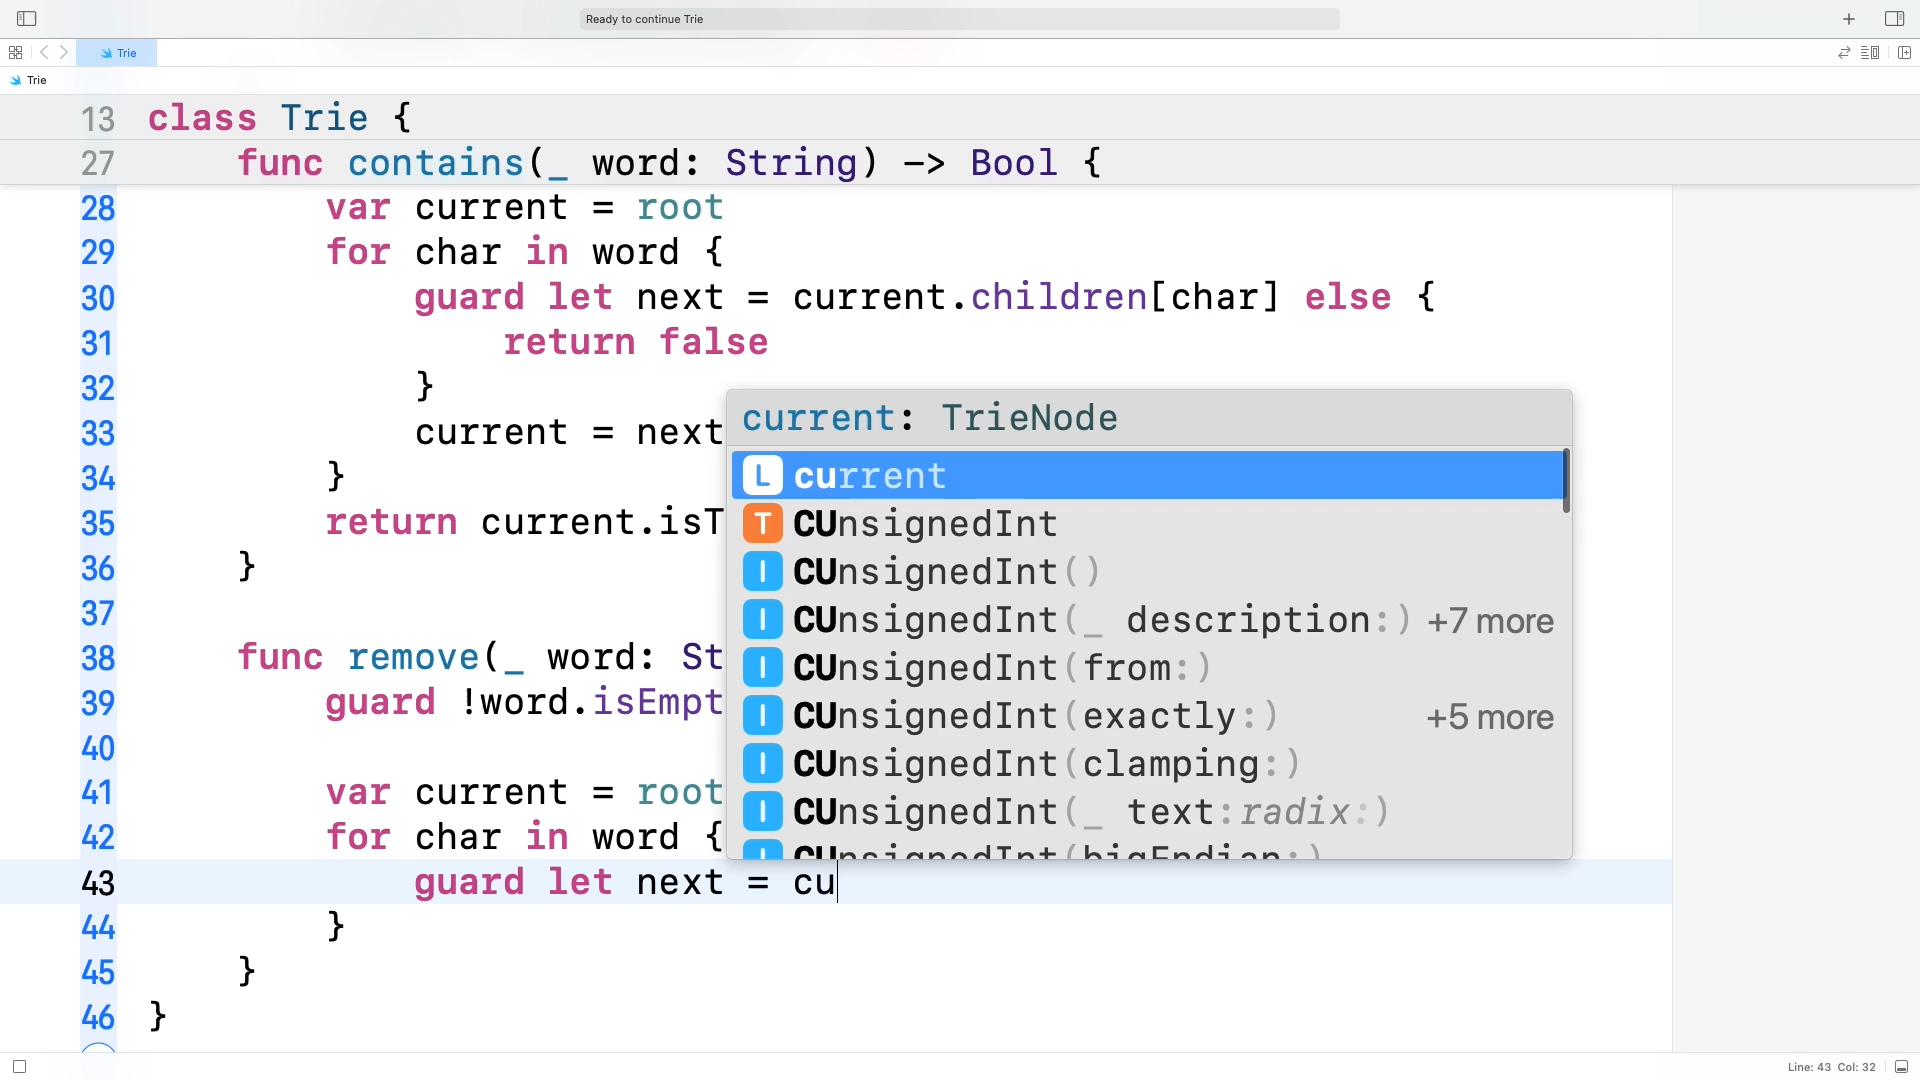 Ready to continue Trie
Trie
Trie
13 class Trie {
27 func contains(_ word: String) -> Bool {
28 var current = root
29 for char in word {
30 guard let next = current.children[char] else {
31 return false
32 }
33 current = next
34 }
35 return current.isT
36 }
37
38 func remove(_ word: St
39 guard !word.isEmpt
40
41 var current = root
42 for char in word {
43 guard let next = cu
44 }
45 }
46 }
current: TrieNode
L current
T CUnsignedInt
I CUnsignedInt()
I CUnsignedInt(_ description:) +7 more
I CUnsignedInt(from:)
I CUnsignedInt(exactly:) +5 more
I CUnsignedInt(clamping:)
I CUnsignedInt(_ text:radix:)
I CUnsignedInt(bigEndian:)
Line: 43 Col: 32